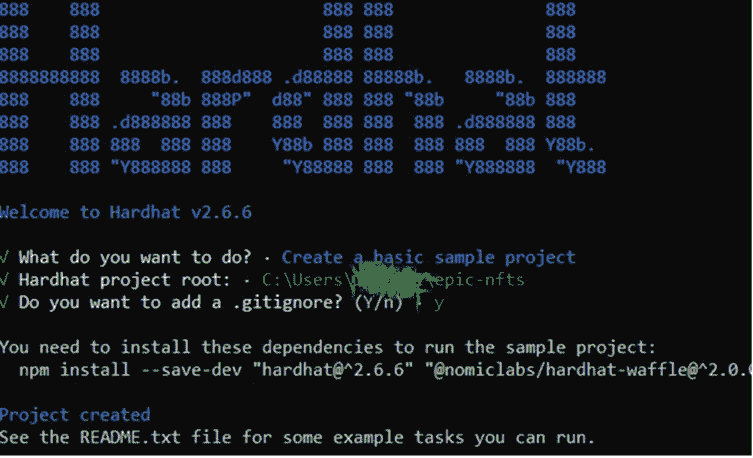 888    888                      888 888               888
888    888                      888 888               888
888    888                      888 888               888
8888888888  8888b.  888d888 .d88888 88888b.   8888b.  888888
888    888     "88b 888P"  d88" 888 888 "88b     "88b 888
888    888 .d888888 888    888  888 888  888 .d888888 888
888    888 888  888 888    Y88b 888 888  888 888  888 Y88b.
888    888 "Y888888 888     "Y88888 888  888 "Y888888  "Y888
Welcome to Hardhat v2.6.6
√ What do you want to do? · Create a basic sample project
√ Hardhat project root: · C:\Users\ \epic-nfts
√ Do you want to add a .gitignore? (Y/n) · y
You need to install these dependencies to run the sample project:
npm install --save-dev "hardhat@^2.6.6" "@nomiclabs/hardhat-waffle@^2.0.
Project created
See the README.txt file for some example tasks you can run.